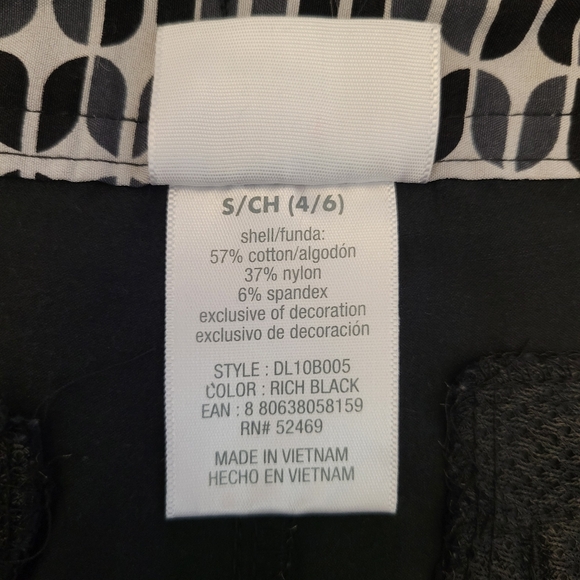 S/CH (4/6)
shell/funda:
57% cotton/algodón
37% nylon
6% spandex
exclusive of decoration
exclusivo de decoración
STYLE : DL10B005
COLOR : RICH BLACK
EAN : 8 80638058159
RN# 52469
MADE IN VIETNAM
HECHO EN VIETNAM